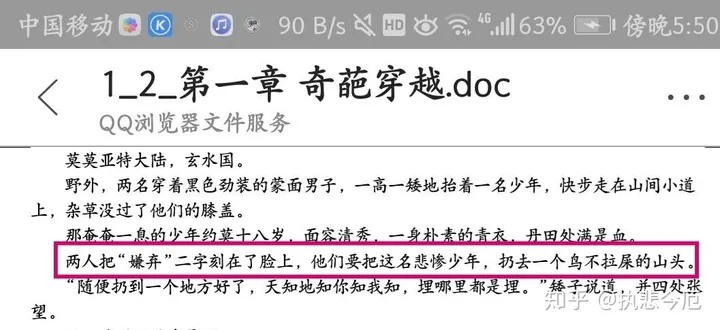 中国移动 90 B/s HD 4G 63% 傍晚5:50
1_2_第一章 奇葩穿越.doc
QQ浏览器文件服务
莫莫亚特大陆，玄水国。
野外，两名穿着黑色劲装的蒙面男子，一高一矮地抬着一名少年，快步走在山间小道
上，杂草没过了他们的膝盖。
那奄奄一息的少年约莫十八岁，面容清秀，一身朴素的青衣，丹田处满是血。
两人把“嫌弃”二字刻在了脸上，他们要把这名悲惨少年，扔去一个鸟不拉屎的山头。
“随便扔到一个地方好了，天知地知你知我知，埋哪里都是埋。”矮子说道，并四处张
望。
知乎 @执悲今厄